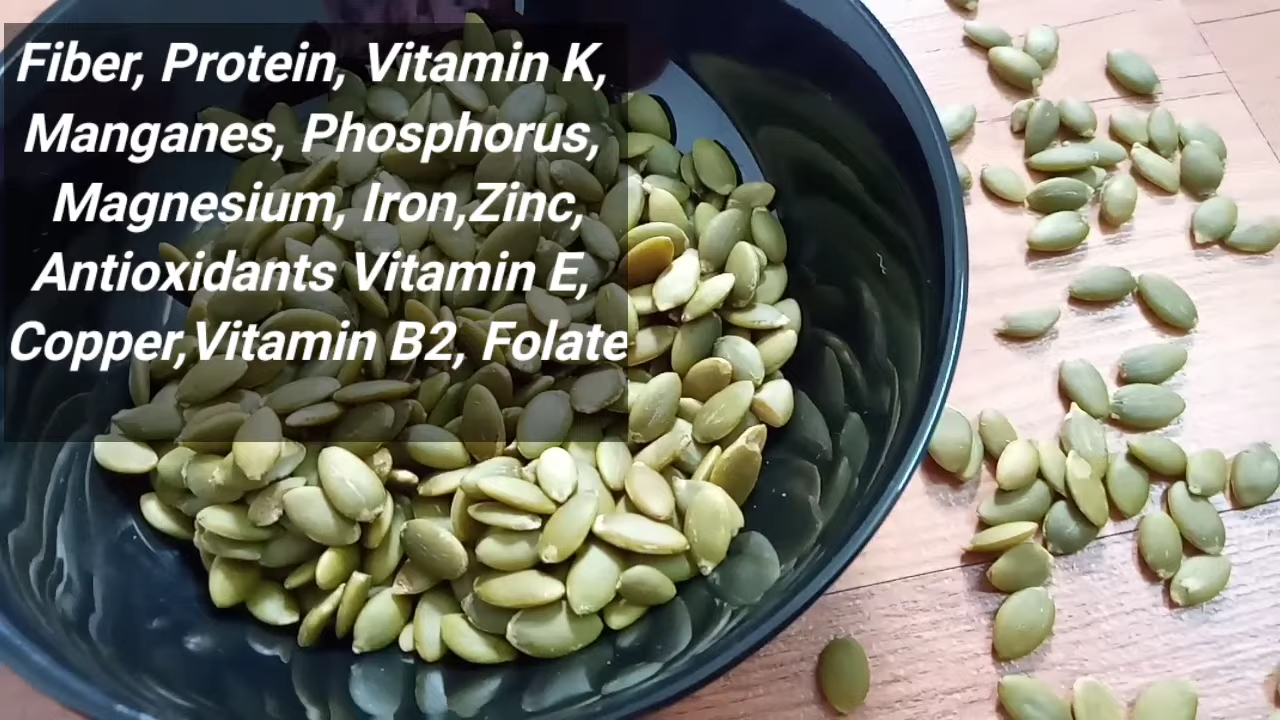 Fiber, Protein, Vitamin K,
Manganes, Phosphorus,
Magnesium, Iron,Zinc,
Antioxidants Vitamin E,
Copper,Vitamin B2, Folate